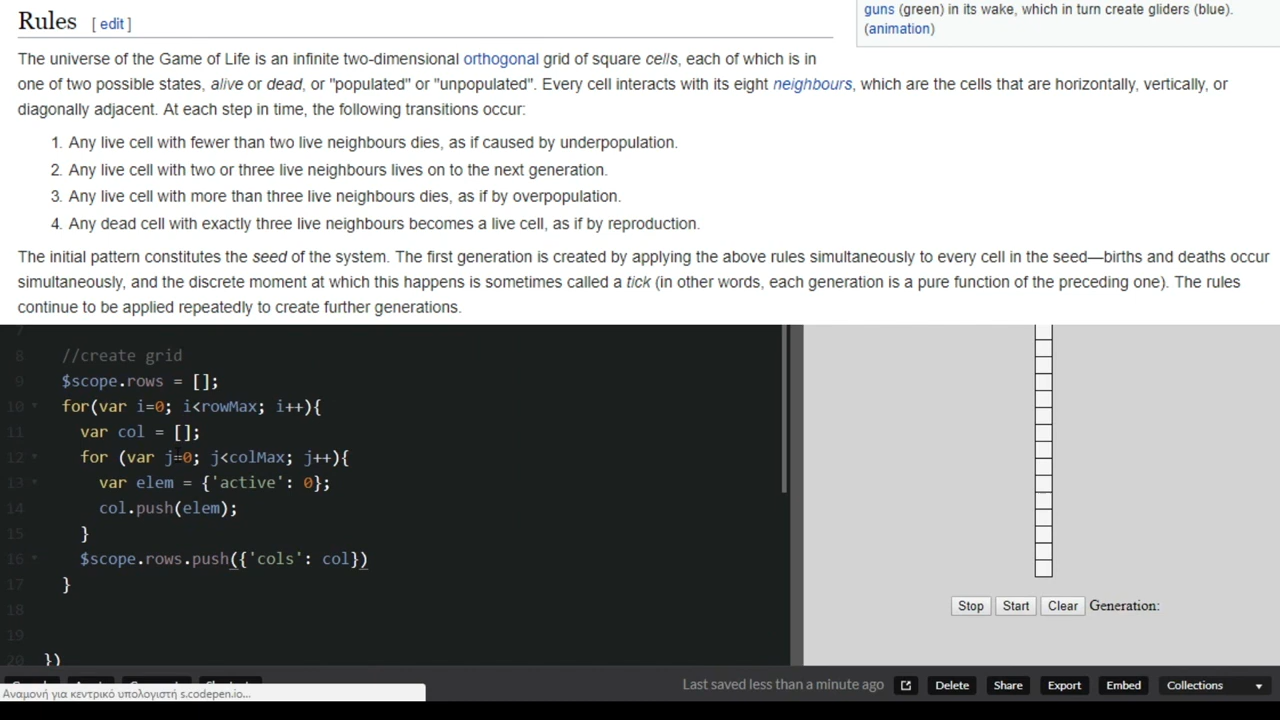 guns (green) in its wake, which in turn create gliders (blue).
(animation)
Rules [ edit ]
The universe of the Game of Life is an infinite two-dimensional orthogonal grid of square cells, each of which is in
one of two possible states, alive or dead, or "populated" or "unpopulated". Every cell interacts with its eight neighbours, which are the cells that are horizontally, vertically, or
diagonally adjacent. At each step in time, the following transitions occur:
1. Any live cell with fewer than two live neighbours dies, as if caused by underpopulation.
2. Any live cell with two or three live neighbours lives on to the next generation.
3. Any live cell with more than three live neighbours dies, as if by overpopulation.
4. Any dead cell with exactly three live neighbours becomes a live cell, as if by reproduction.
The initial pattern constitutes the seed of the system. The first generation is created by applying the above rules simultaneously to every cell in the seed—births and deaths occur
simultaneously, and the discrete moment at which this happens is sometimes called a tick (in other words, each generation is a pure function of the preceding one). The rules
continue to be applied repeatedly to create further generations.
8 //create grid
9 $scope.rows = [];
10 for(var i=0; i<rowMax; i++){
11 var col = [];
12 for (var j=0; j<colMax; j++){
13 var elem = {'active': 0};
14 col.push(elem);
15 }
16 $scope.rows.push({'cols': col})
17 }
18
19
20 })
Stop Start Clear Generation:
Last saved less than a minute ago Delete Share Export Embed Collections
Αναμονή για κεντρικό υπολογιστή s.codepen.io...